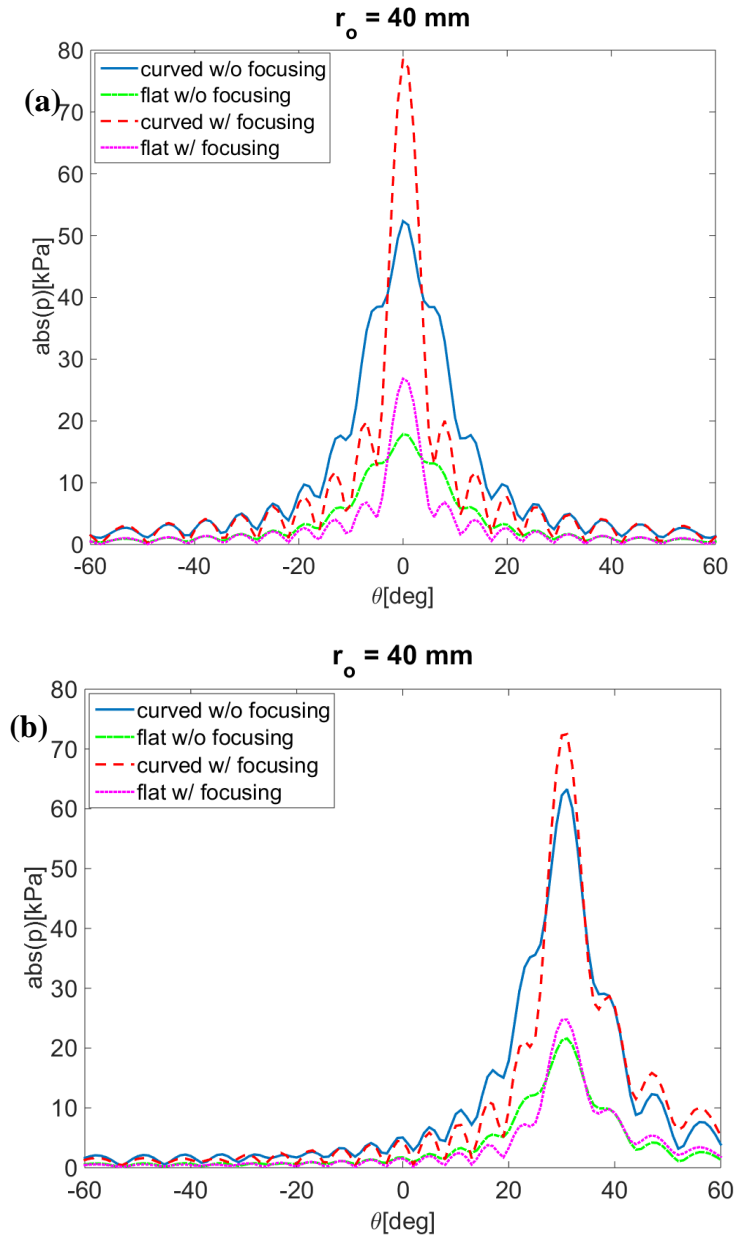 r_o = 40 mm
(a)
curved w/o focusing
flat w/o focusing
curved w/ focusing
flat w/ focusing
abs(p)[kPa]
80
70
60
50
40
30
20
10
0
-60 -40 -20 0 20 40 60
θ[deg]
r_o = 40 mm
(b)
curved w/o focusing
flat w/o focusing
curved w/ focusing
flat w/ focusing
abs(p)[kPa]
80
70
60
50
40
30
20
10
0
-60 -40 -20 0 20 40 60
θ[deg]